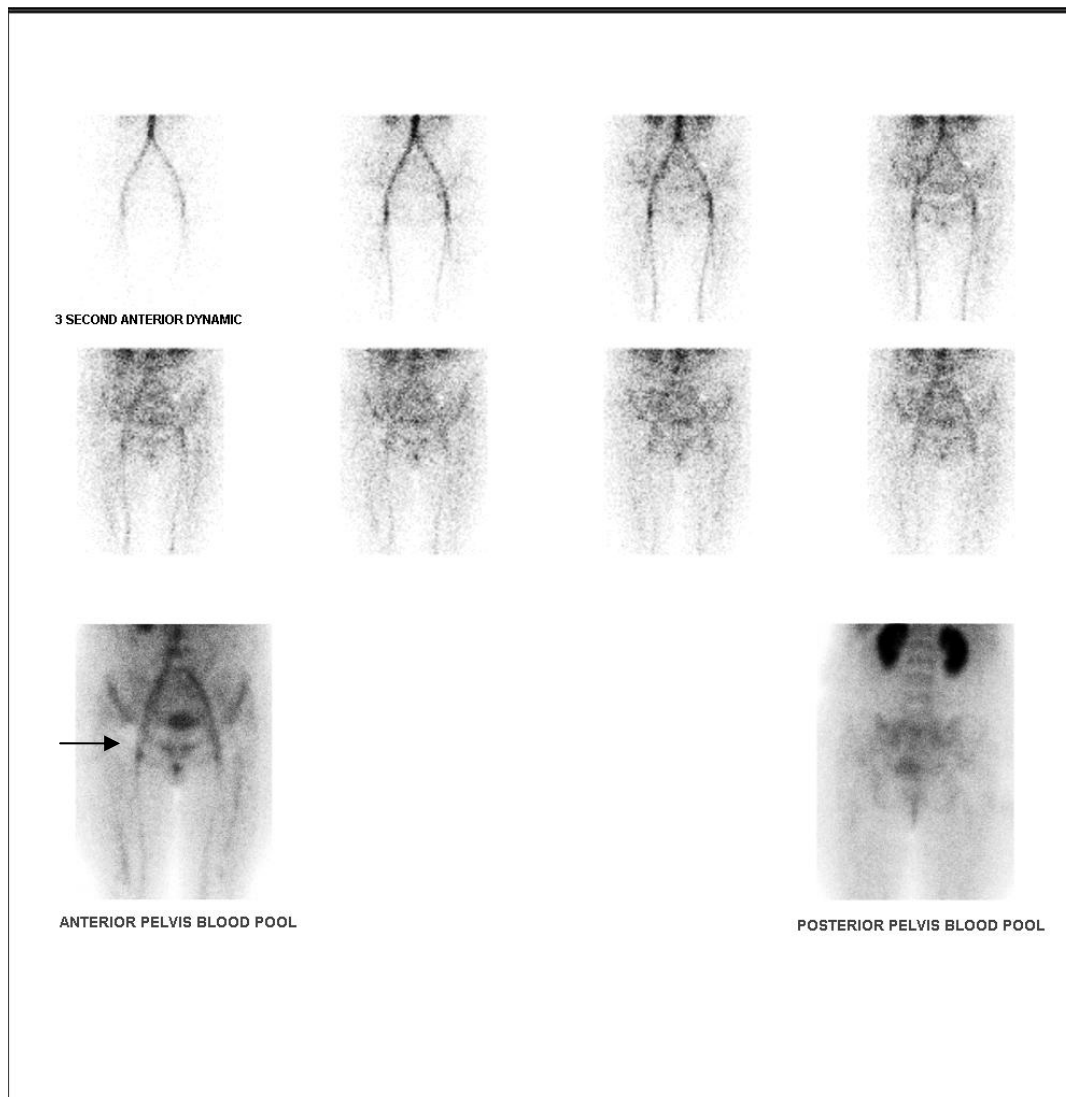 3 SECOND ANTERIOR DYNAMIC
ANTERIOR PELVIS BLOOD POOL
POSTERIOR PELVIS BLOOD POOL